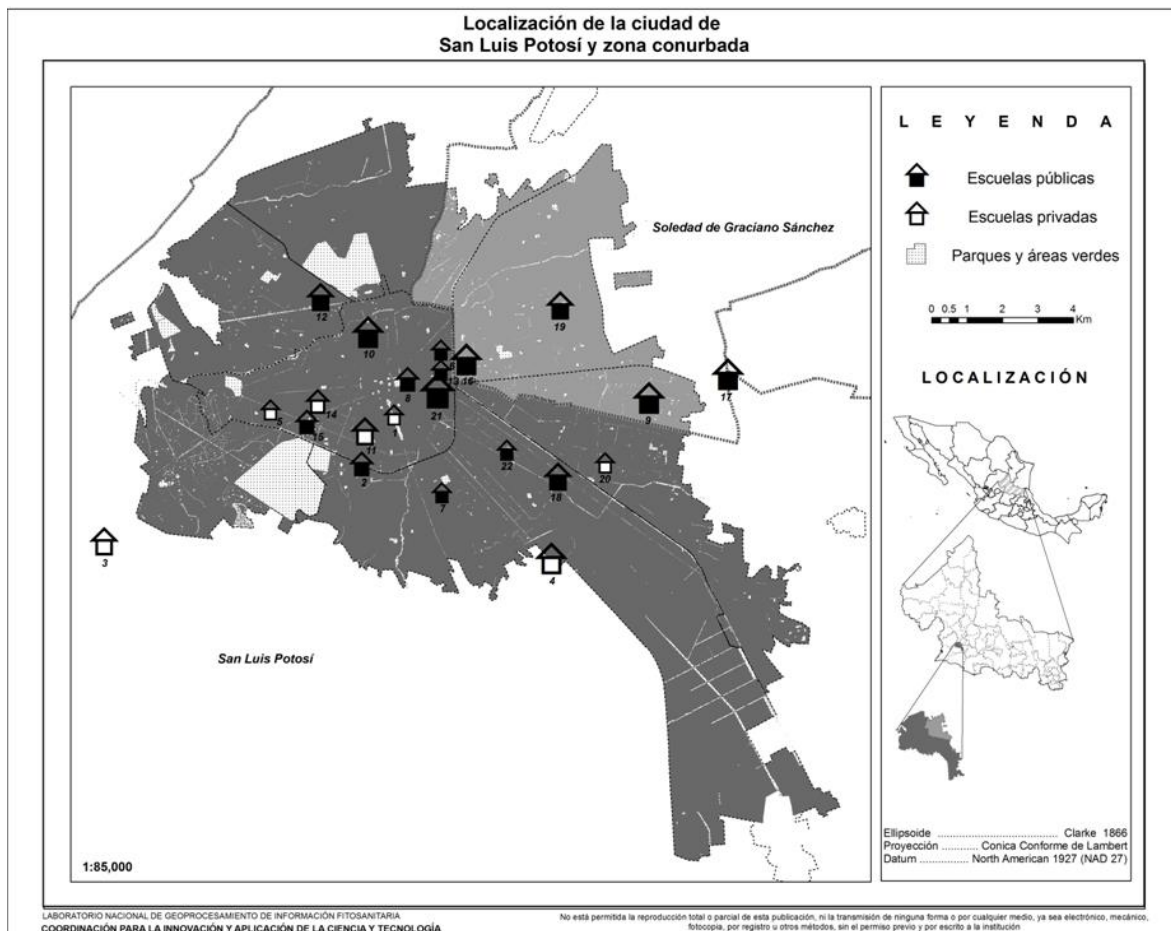 Localización de la ciudad de
San Luis Potosí y zona conurbada
L E Y E N D A
Escuelas públicas
Escuelas privadas
Parques y áreas verdes
0 0.5 1 2 3 4
Km
LOCALIZACIÓN
Soledad de Graciano Sánchez
12
10
19
6
13 16
17
8
21
9
5
14
15
1
11
2
22
20
18
7
3
4
San Luis Potosí
1:85,000
Ellipsoide ........................................ Clarke 1866
Proyección ............ Conica Conforme de Lambert
Datum ................ North American 1927 (NAD 27)
LABORATORIO NACIONAL DE GEOPROCESAMIENTO DE INFORMACIÓN FITOSANITARIA
COORDINACIÓN PARA LA INNOVACIÓN Y APLICACIÓN DE LA CIENCIA Y TECNOLOGÍA
No está permitida la reproducción total o parcial de esta publicación, ni la transmisión de ninguna forma o por cualquier medio, ya sea electrónico, mecánico,
fotocopia, por registro u otros métodos, sin el permiso previo y por escrito a la institución